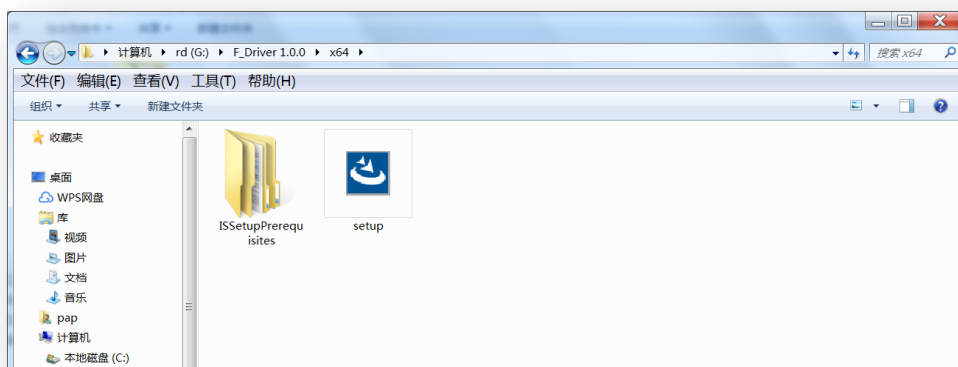 计算机 rd (G:) F_Driver 1.0.0 x64 搜索 x64
文件(F) 编辑(E) 查看(V) 工具(T) 帮助(H)
组织 共享 新建文件夹
收藏夹
桌面
WPS网盘
库
视频
图片
文档
音乐
pap
计算机
本地磁盘 (C:)
ISSetupPrerequ
isites
setup